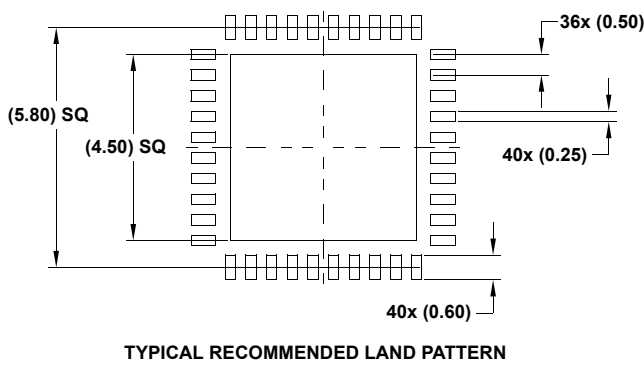 36x (0.50)
(5.80) SQ
(4.50) SQ
40x (0.25)
40x (0.60)
TYPICAL RECOMMENDED LAND PATTERN